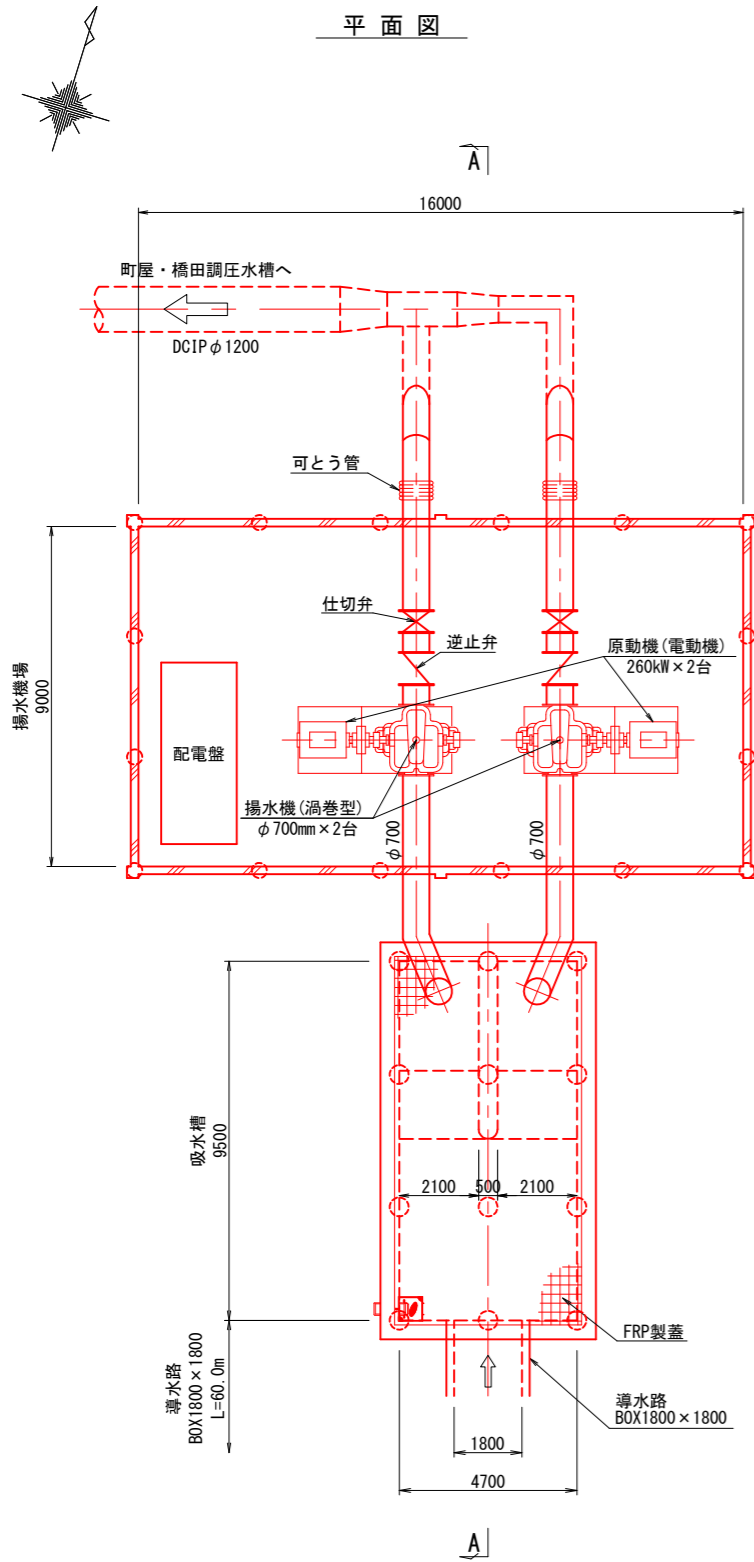 平面図
A
16000
町屋・橋田調圧水槽へ
DCIPφ1200
可とう管
仕切弁
逆止弁
原動機(電動機)
260kW×2台
揚水機場
9000
配電盤
揚水機(渦巻型)
φ700mm×2台
φ700
φ700
吸水槽
9500
2100
500
2100
FRP製蓋
導水路
BOX1800×1800
L=60.0m
導水路
BOX1800×1800
1800
4700
A